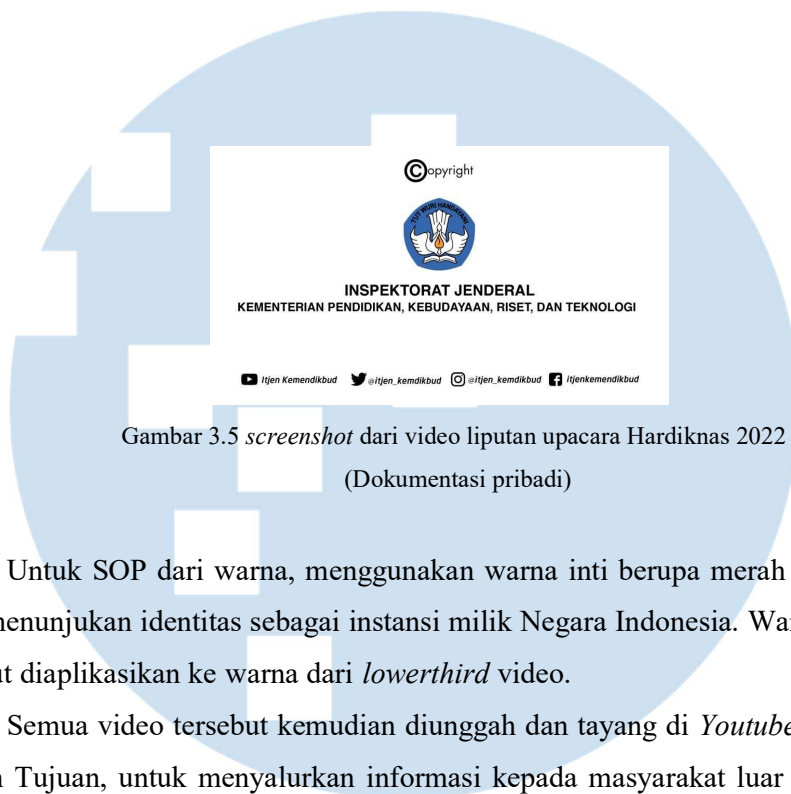 Copyright
TUT WURI HANDAYANI
INSPEKTORAT JENDERAL
KEMENTERIAN PENDIDIKAN, KEBUDAYAAN, RISET, DAN TEKNOLOGI
Itjen Kemendikbud @itjen_kemdikbud @itjen_kemdikbud itjenkemendikbud
Gambar 3.5 screenshot dari video liputan upacara Hardiknas 2022
(Dokumentasi pribadi)
Untuk SOP dari warna, menggunakan warna inti berupa merah
menunjukan identitas sebagai instansi milik Negara Indonesia.
diaplikasikan ke warna dari lowerthird video.
Semua video tersebut kemudian diunggah dan tayang di Youtube
Tujuan, untuk menyalurkan informasi kepada masyarakat luar